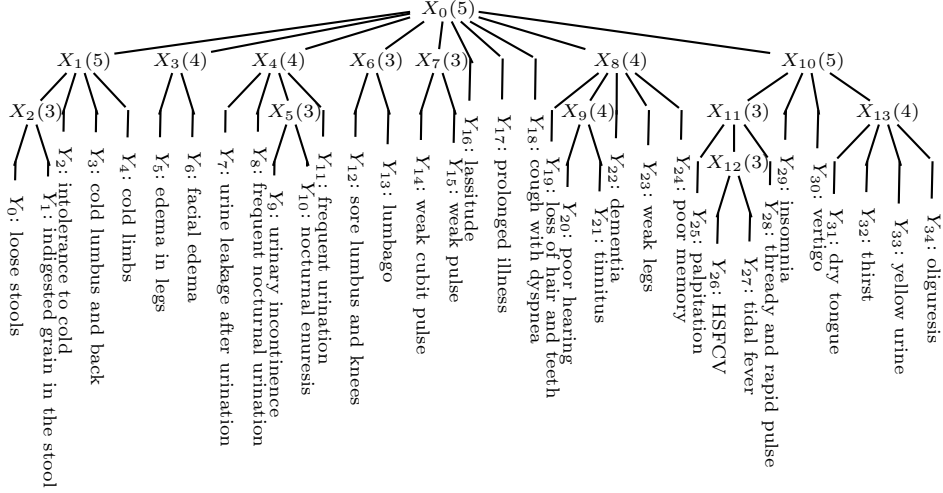 X0(5)
X1(5)
X3(4)
X4(4)
X6(3)
X7(3)
X8(4)
X10(5)
X2(3)
X5(3)
X9(4)
X11(3)
X13(4)
X12(3)
Y0: loose stools
Y1: indigested grain in the stool
Y2: intolerance to cold
Y3: cold lumbus and back
Y4: cold limbs
Y5: edema in legs
Y6: facial edema
Y7: urine leakage after urination
Y8: frequent nocturnal urination
Y9: urinary incontinence
Y10: nocturnal enuresis
Y11: frequent urination
Y12: sore lumbus and knees
Y13: lumbago
Y14: weak cubit pulse
Y15: weak pulse
Y16: lassitude
Y17: prolonged illness
Y18: cough with dyspnea
Y19: loss of hair and teeth
Y20: poor hearing
Y21: tinnitus
Y22: dementia
Y23: weak legs
Y24: poor memory
Y25: palpitation
Y26: HSFCV
Y27: tidal fever
Y28: thready and rapid pulse
Y29: insomnia
Y30: vertigo
Y31: dry tongue
Y32: thirst
Y33: yellow urine
Y34: oliguresis